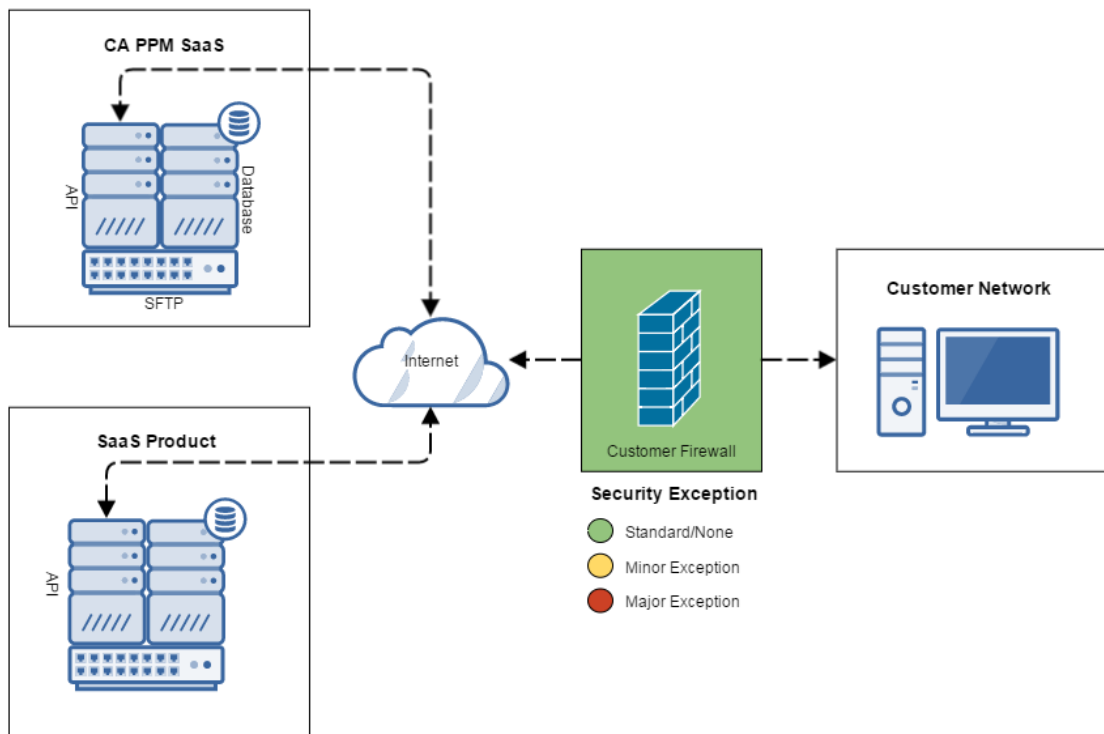 CA PPM SaaS
API
Database
SFTP
Internet
SaaS Product
API
Customer Firewall
Customer Network
Security Exception
Standard/None
Minor Exception
Major Exception